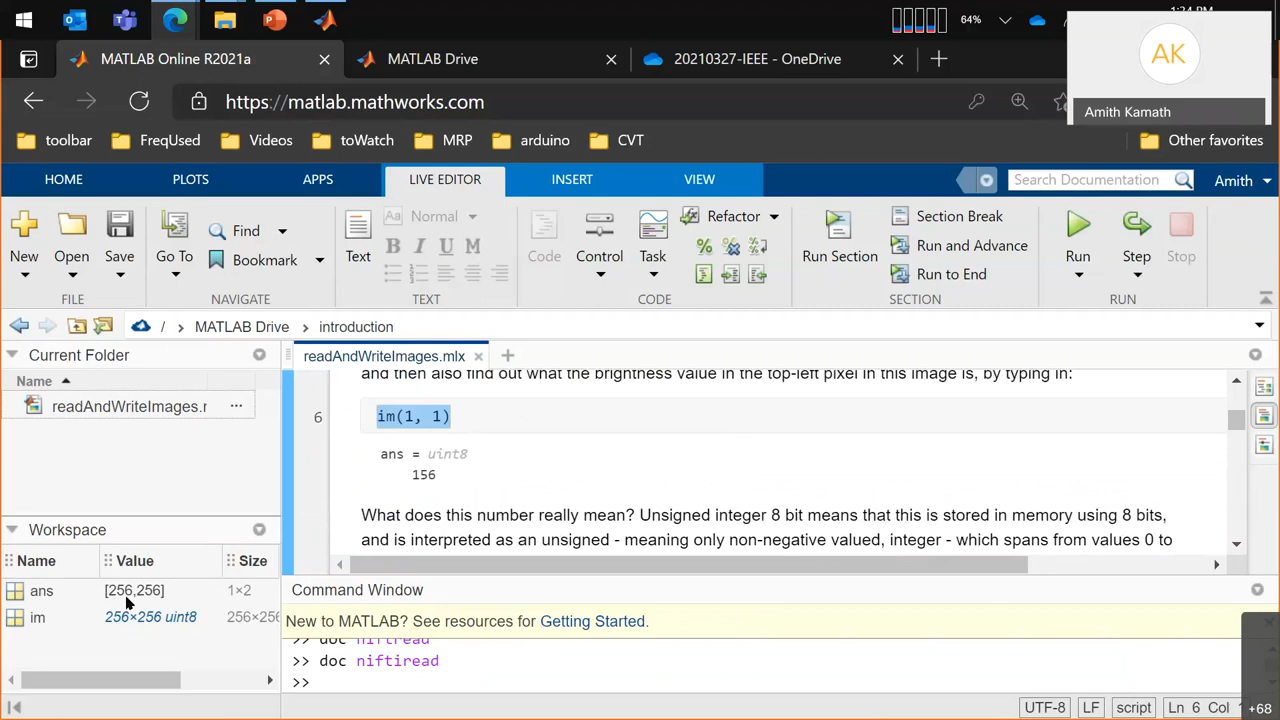 64%
AK
Amith Kamath
MATLAB Online R2021a
MATLAB Drive
20210327-IEEE - OneDrive
https://matlab.mathworks.com
toolbar FreqUsed Videos toWatch MRP arduino CVT Other favorites
HOME PLOTS APPS LIVE EDITOR INSERT VIEW Search Documentation Amith
New Open Save Go To Find Bookmark Text Aa Normal B I U M Code Control Task Refactor Run Section Section Break Run and Advance Run to End Run Step Stop
FILE NAVIGATE TEXT CODE SECTION RUN
/ MATLAB Drive introduction
Current Folder
Name
readAndWriteImages.r ...
readAndWriteImages.mlx
and then also find out what the brightness value in the top-left pixel in this image is, by typing in:
6 im(1, 1)
ans = uint8
156
What does this number really mean? Unsigned integer 8 bit means that this is stored in memory using 8 bits,
and is interpreted as an unsigned - meaning only non-negative valued, integer - which spans from values 0 to
Workspace
Name Value Size
ans [256,256] 1×2
im 256×256 uint8 256×256
Command Window
New to MATLAB? See resources for Getting Started.
>> doc niftread
>> doc niftiread
>>
UTF-8 LF script Ln 6 Col
+68